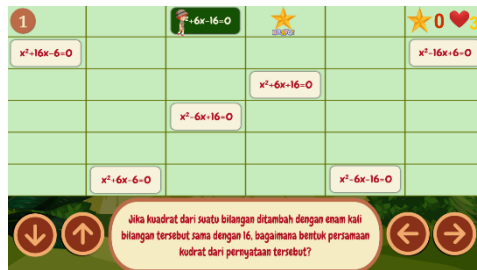 1
²+6x-16=0
0
3
x²+16x-6=0
x²-16x+6=0
x²+6x+16=0
x²-6x+16=0
x²+6x-6=0
x²-6x-16=0
Jika kuadrat dari suatu bilangan ditambah dengan enam kali
bilangan tersebut sama dengan 16, bagaimana bentuk persamaan
kudrat dari pernyataan tersebut?